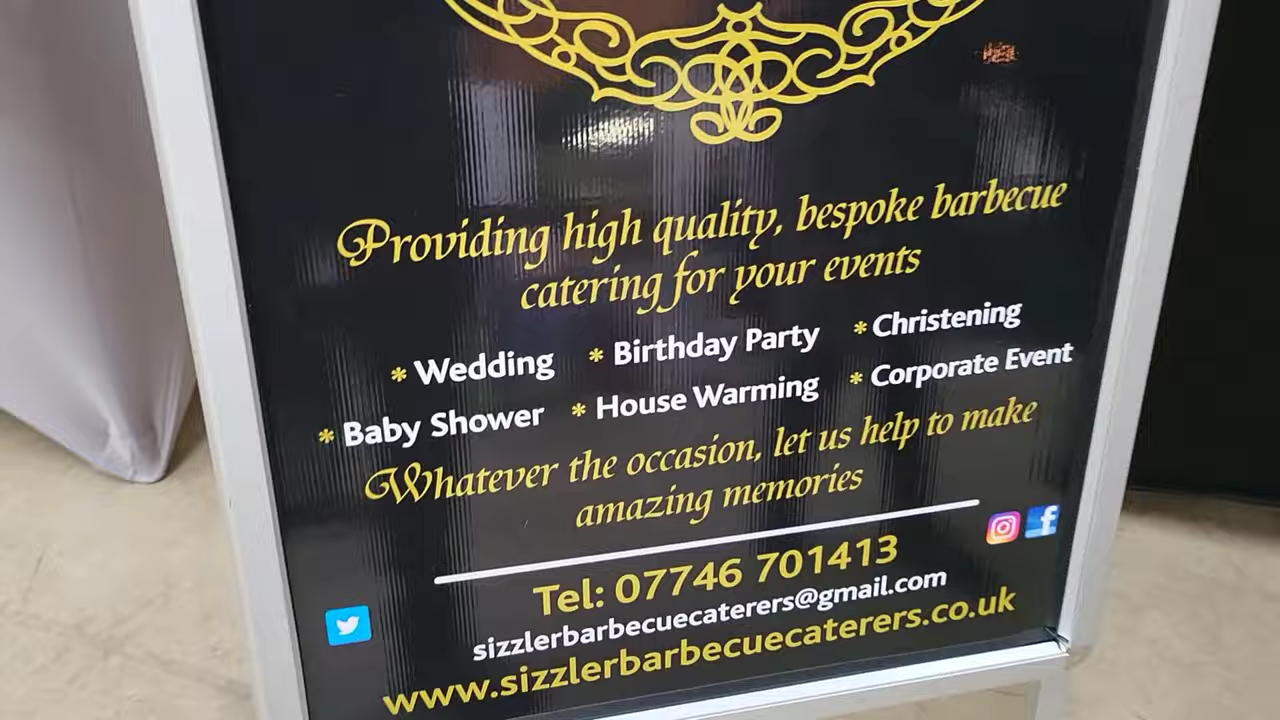 Providing high quality, bespoke barbecue
catering for your events
* Wedding * Birthday Party * Christening
* Baby Shower * House Warming * Corporate Event
Whatever the occasion, let us help to make
amazing memories
Tel: 07746 701413
sizzlerbarbecuecaterers@gmail.com
www.sizzlerbarbecuecaterers.co.uk